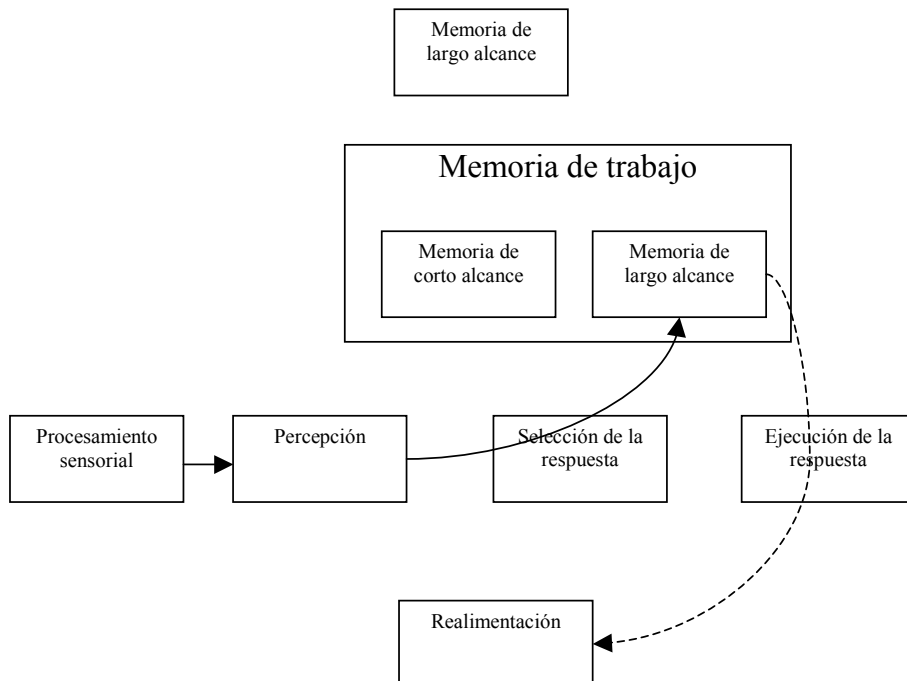 Memoria de
largo alcance
Memoria de trabajo
Memoria de
corto alcance
Memoria de
largo alcance
Procesamiento
sensorial
Percepción
Selección de la
respuesta
Ejecución de la
respuesta
Realimentación